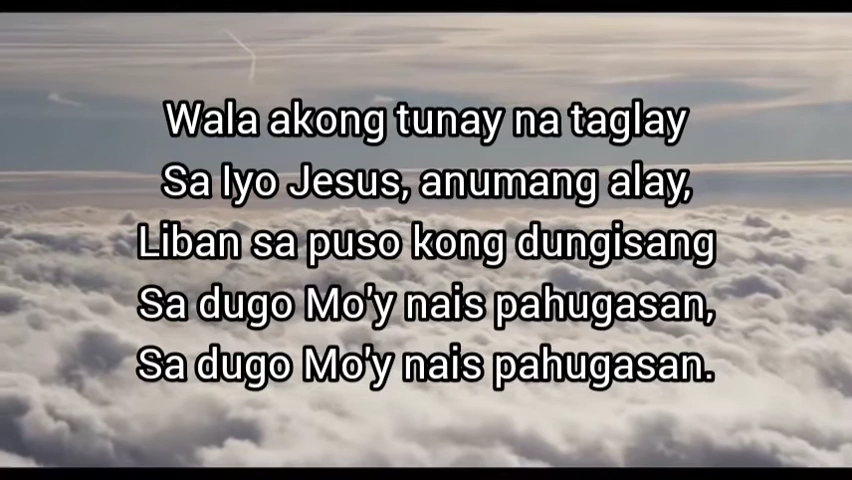 Wala akong tunay na taglay
Sa Iyo Jesus, anumang alay,
Liban sa puso kong dungisang
Sa dugo Mo'y nais pahugasan,
Sa dugo Mo'y nais pahugasan.